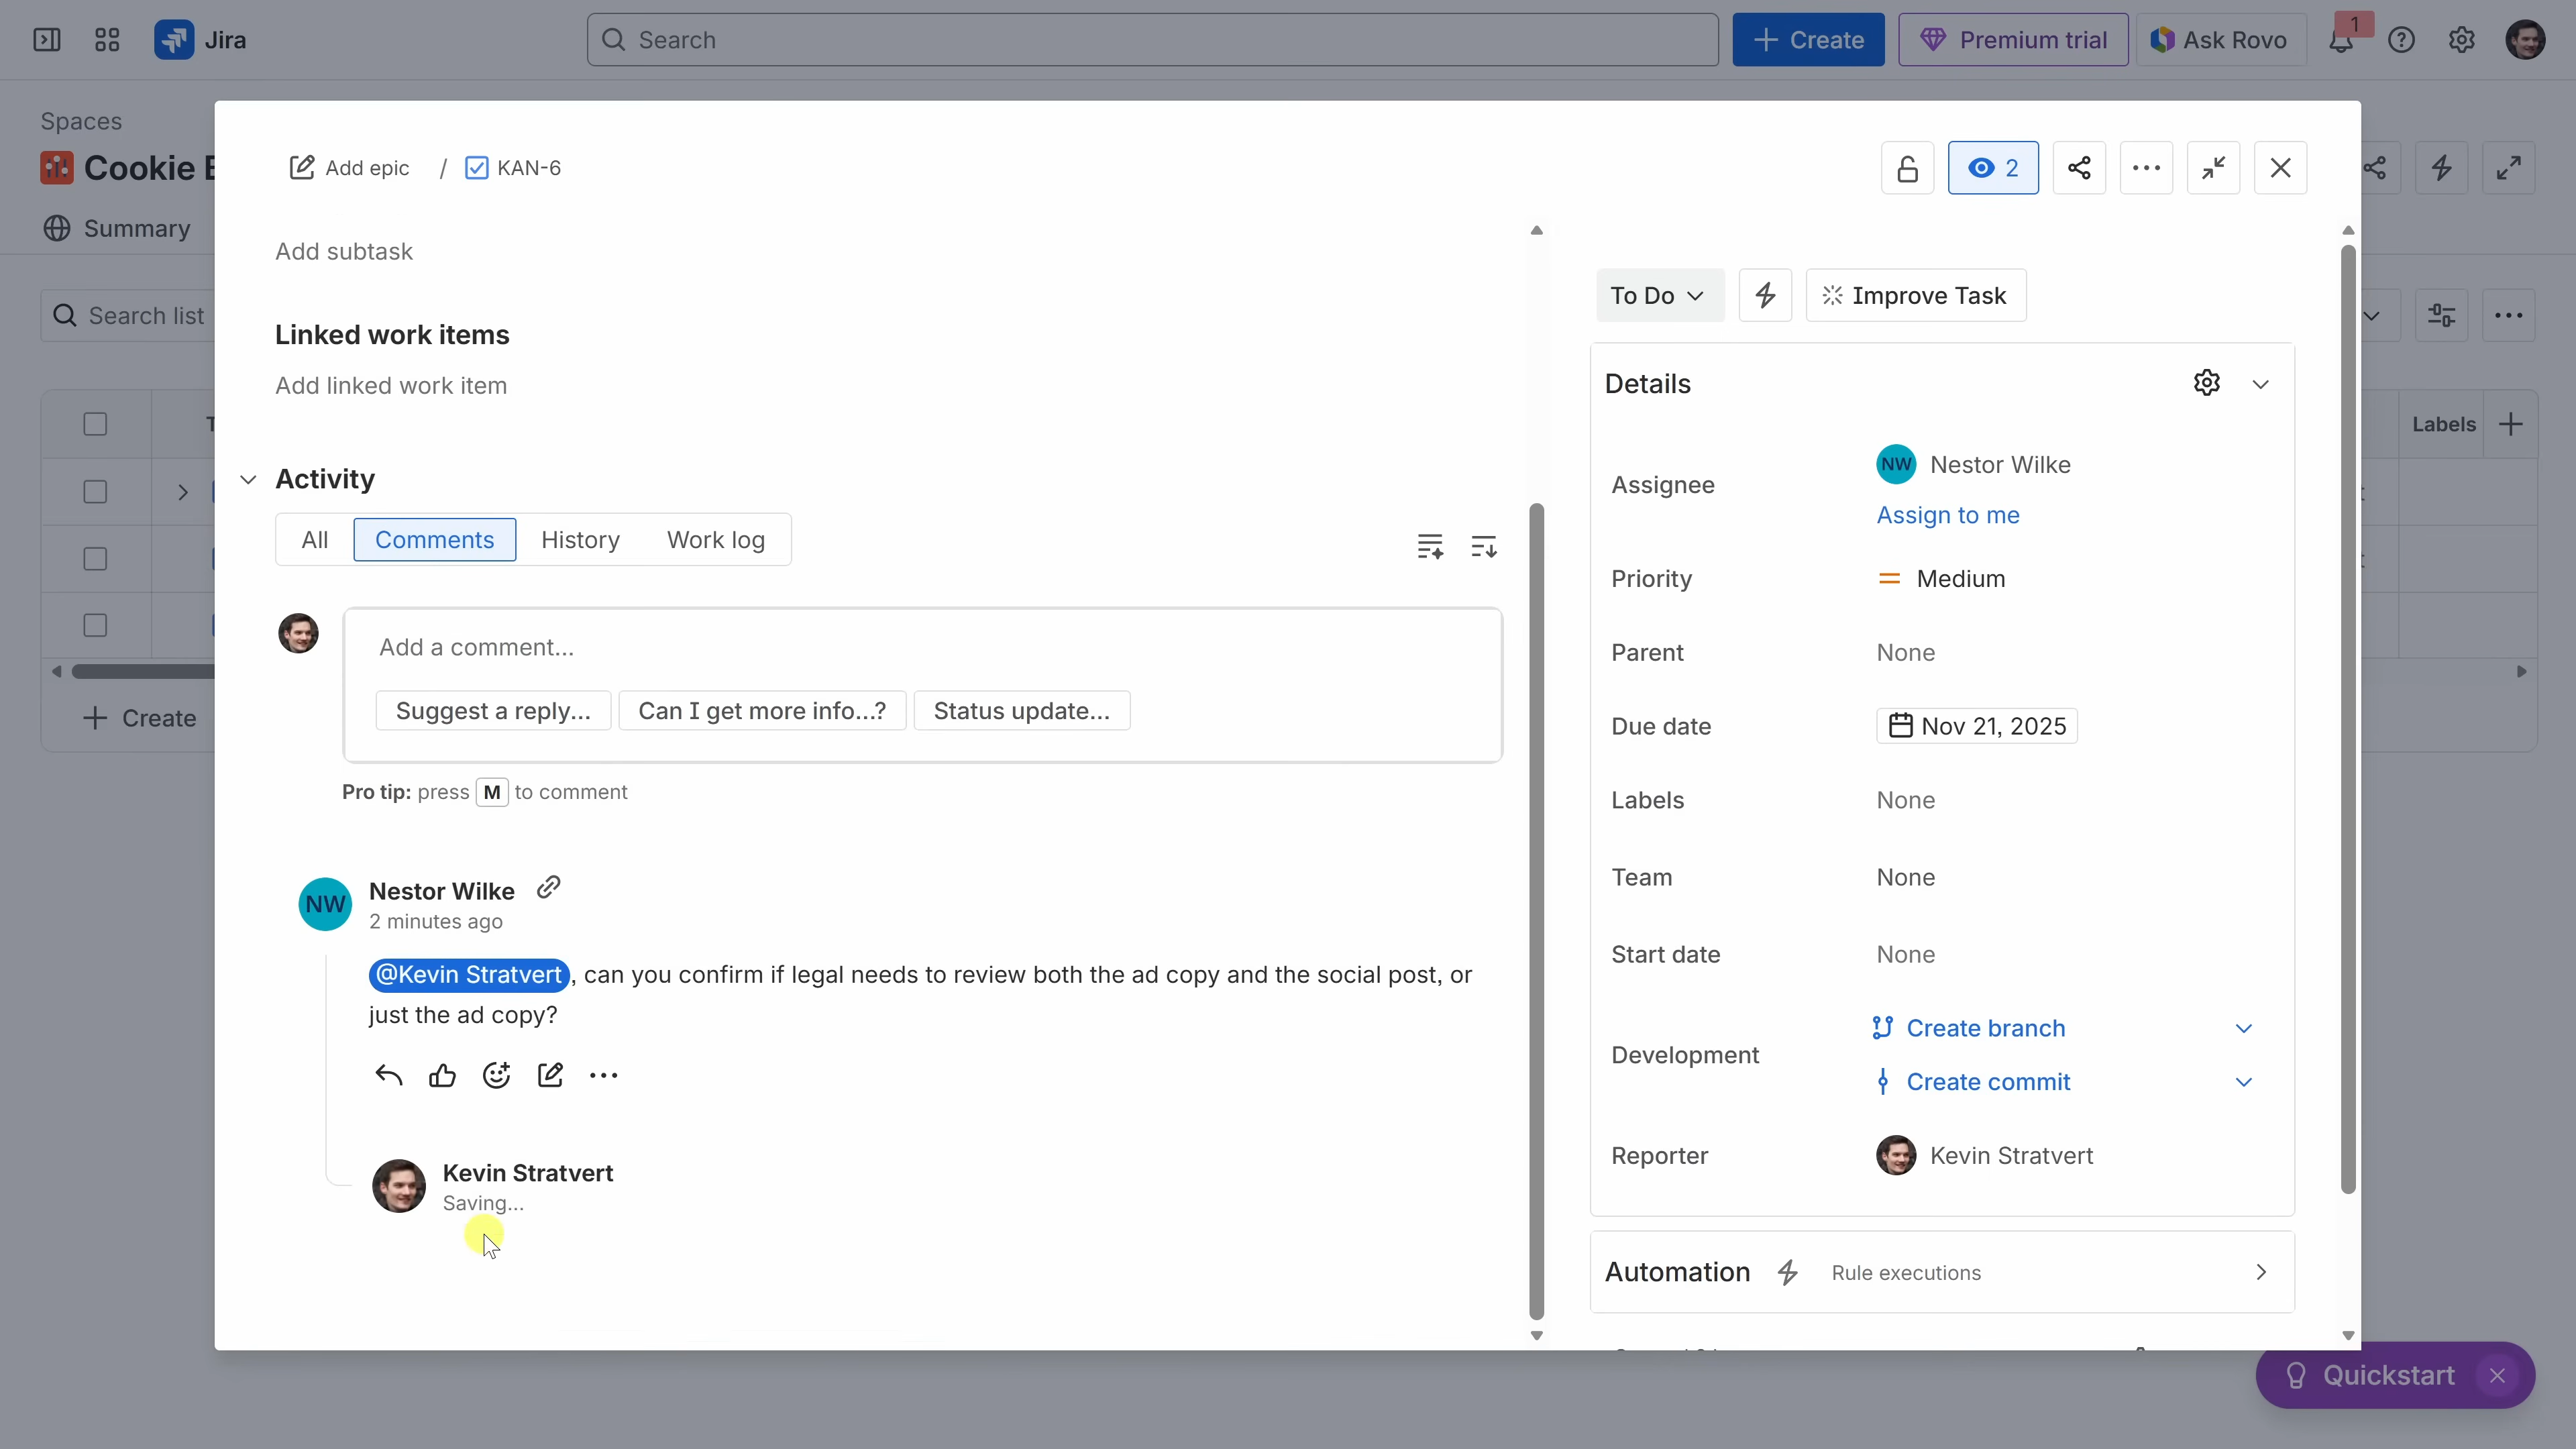 Jira
Search
Create
Premium trial
Ask Rovo
1
Spaces
Cookie
Summary
Search list
Labels
Create
Add epic / KAN-6
2
Add subtask
Linked work items
Add linked work item
Activity
All
Comments
History
Work log
Add a comment...
Suggest a reply...
Can I get more info...?
Status update...
Pro tip: press M to comment
NW
Nestor Wilke
2 minutes ago
@Kevin Stratvert, can you confirm if legal needs to review both the ad copy and the social post, or
just the ad copy?
Kevin Stratvert
Saving...
To Do
Improve Task
Details
Assignee
NW Nestor Wilke
Assign to me
Priority
Medium
Parent
None
Due date
Nov 21, 2025
Labels
None
Team
None
Start date
None
Development
Create branch
Create commit
Reporter
Kevin Stratvert
Automation
Rule executions
Quickstart